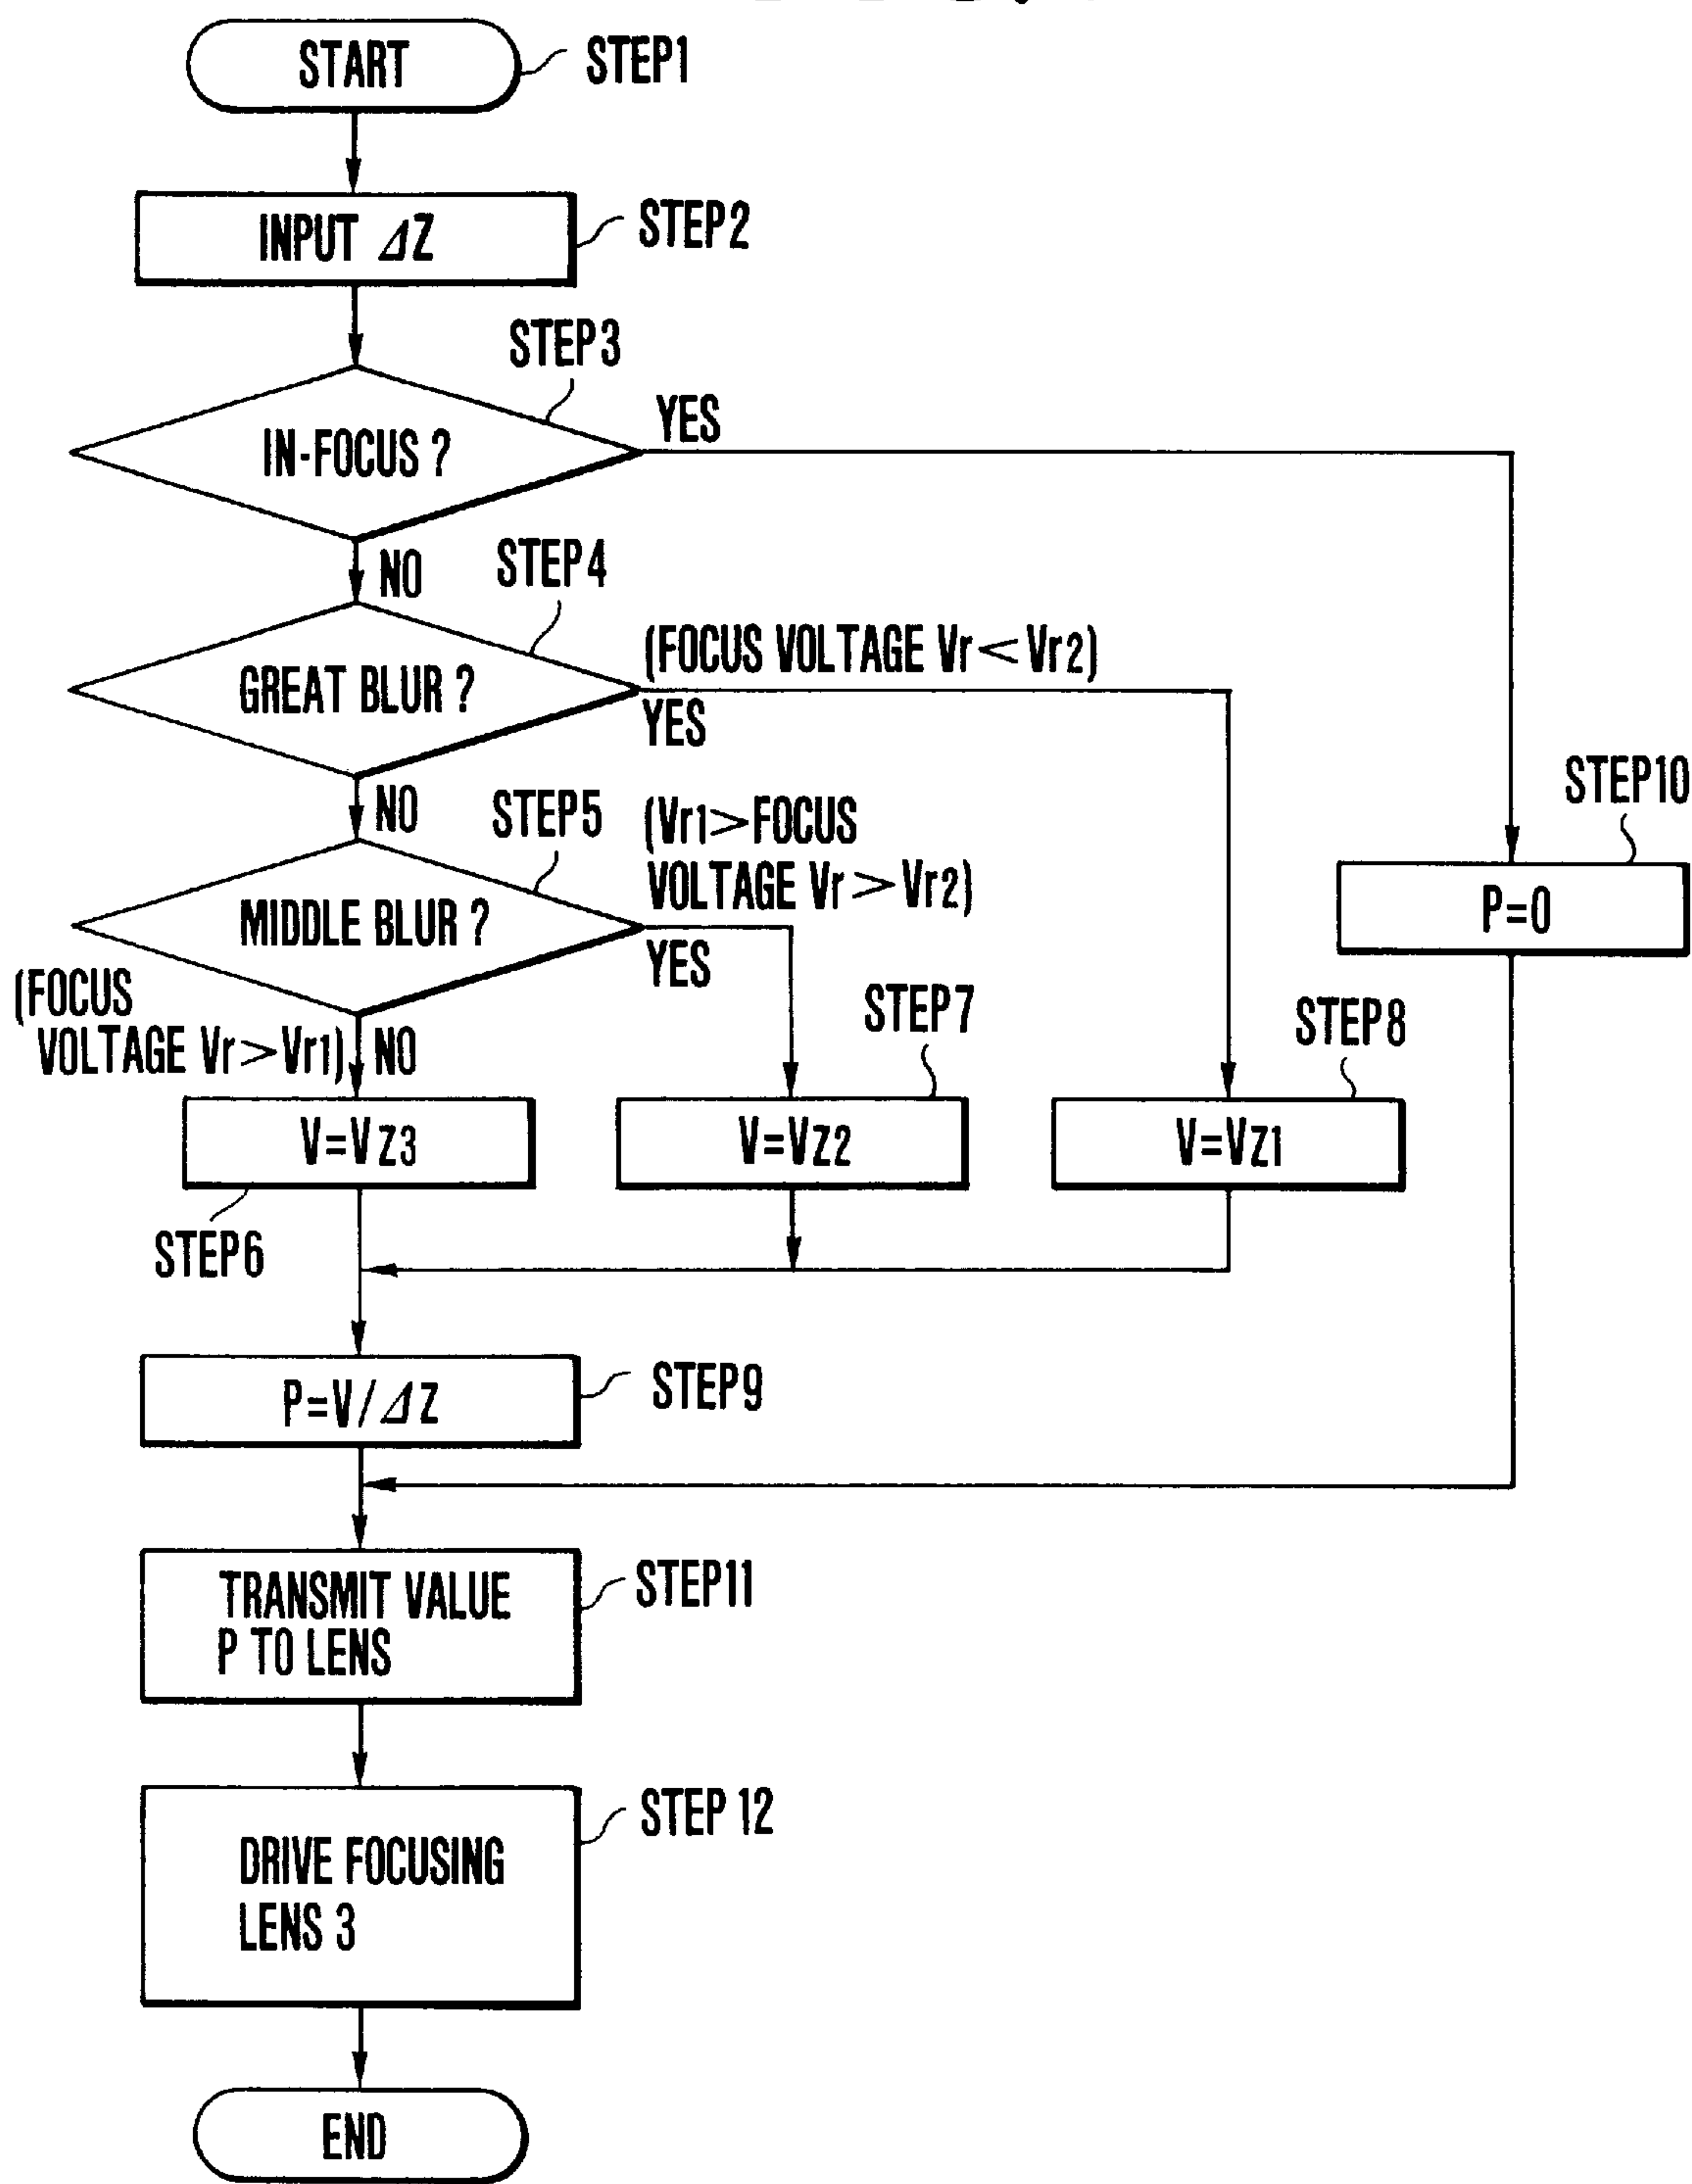 START
STEP1
INPUT ΔZ
STEP2
STEP3
IN-FOCUS ?
YES
NO
STEP4
GREAT BLUR ?
(FOCUS VOLTAGE Vr < Vr2)
YES
NO
STEP5
MIDDLE BLUR ?
(Vr1 > FOCUS
VOLTAGE Vr > Vr2)
YES
(FOCUS
VOLTAGE Vr > Vr1)
NO
STEP10
P=0
STEP7
STEP8
V=VZ3
V=VZ2
V=VZ1
STEP6
P=V/ΔZ
STEP9
TRANSMIT VALUE
P TO LENS
STEP11
DRIVE FOCUSING
LENS 3
STEP 12
END